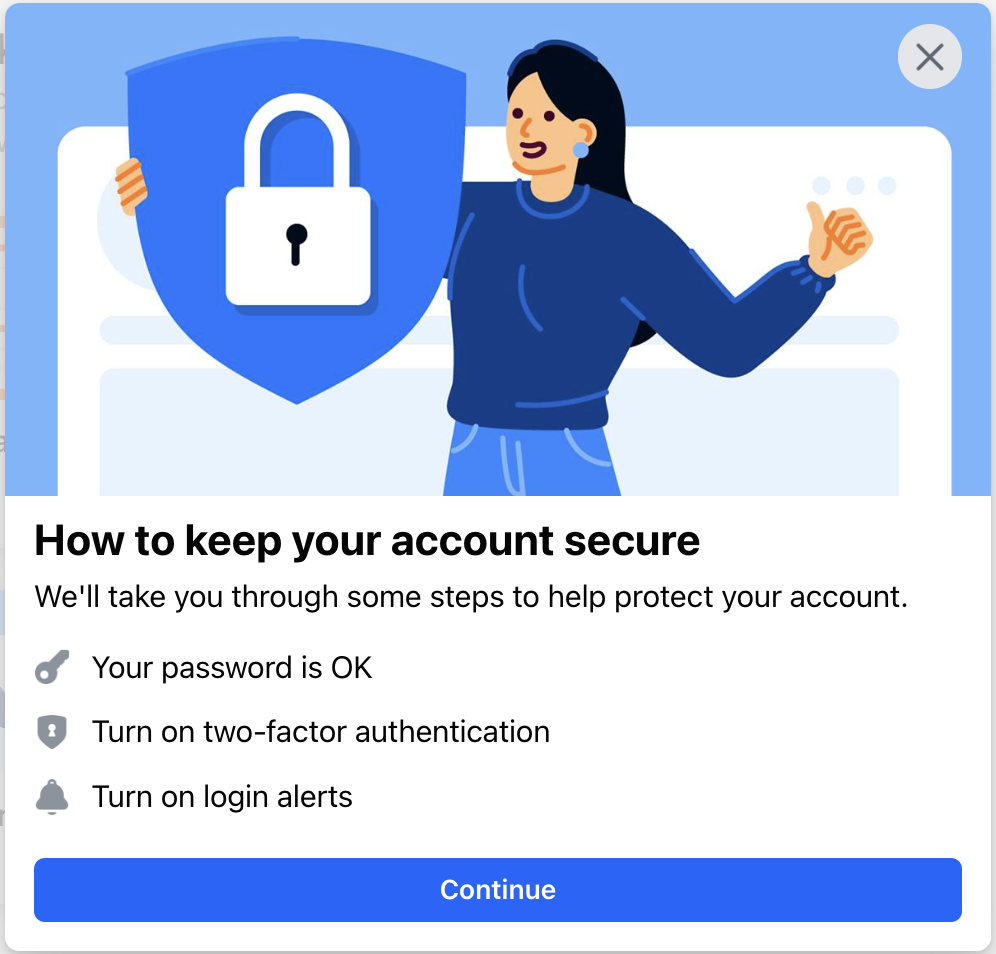 How to keep your account secure
We'll take you through some steps to help protect your account.
Your password is OK
Turn on two-factor authentication
Turn on login alerts
Continue